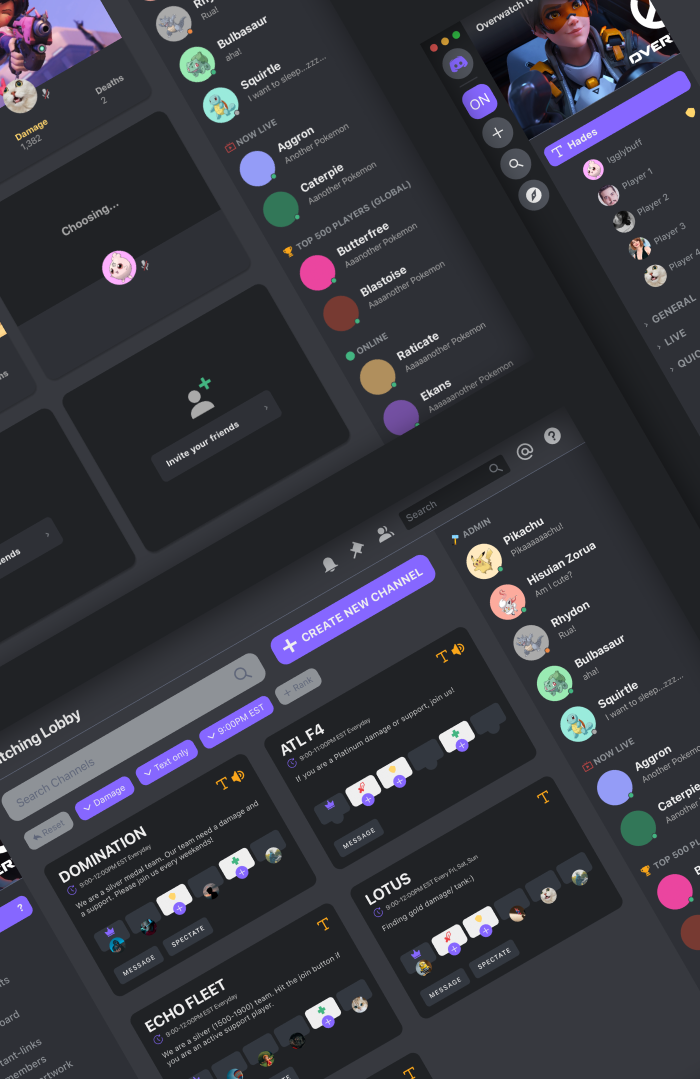 Damage
1,382
Deaths
2
Choosing...
Invite your friends
Rua!
Bulbasaur
aha!
Squirtle
I want to sleep...zzz...
NOW LIVE
Aggron
Another Pokemon
Caterpie
Aanother Pokemon
TOP 500 PLAYERS (GLOBAL)
Butterfree
Aaanother Pokemon
Blastoise
Aaaanother Pokemon
ONLINE
Raticate
Aaaaanother Pokemon
Ekans
Aaaaaanother Pokemon
Overwatch
ON
OVER
Hades
Igglybuff
Player 1
Player 2
Player 3
Player 4
GENERAL
LIVE
Search
tching Lobby
Search Channels
CREATE NEW CHANNEL
Reset
Damage
Text only
9:00PM EST
+ Rank
DOMINATION
9:00-12:00PM EST Everyday
We are a silver medal team. Our team need a damage and
a support. Please join us every weekends!
MESSAGE
SPECTATE
ATL F4
9:00-11:00PM EST Everyday
If you are a Platinum damage or support, join us!
MESSAGE
ECHO FLEET
9:00-12:00PM EST Everyday
We are a silver (1500-1900) team. Hit the join button if
you are an active support player.
LOTUS
9:00-12:00PM EST Every Fri, Sat, Sun
Finding gold damage/ tank:)
MESSAGE
SPECTATE
ADMIN
Pikachu
Pikaaaaaachu!
Hisuian Zorua
Am I cute?
Rhydon
Rua!
Bulbasaur
aha!
Squirtle
I want to sleep...zzz...
NOW LIVE
Aggron
Another Pokemon
Caterpie
Aanother
TOP 500
oard
tant-links
members
rtwork